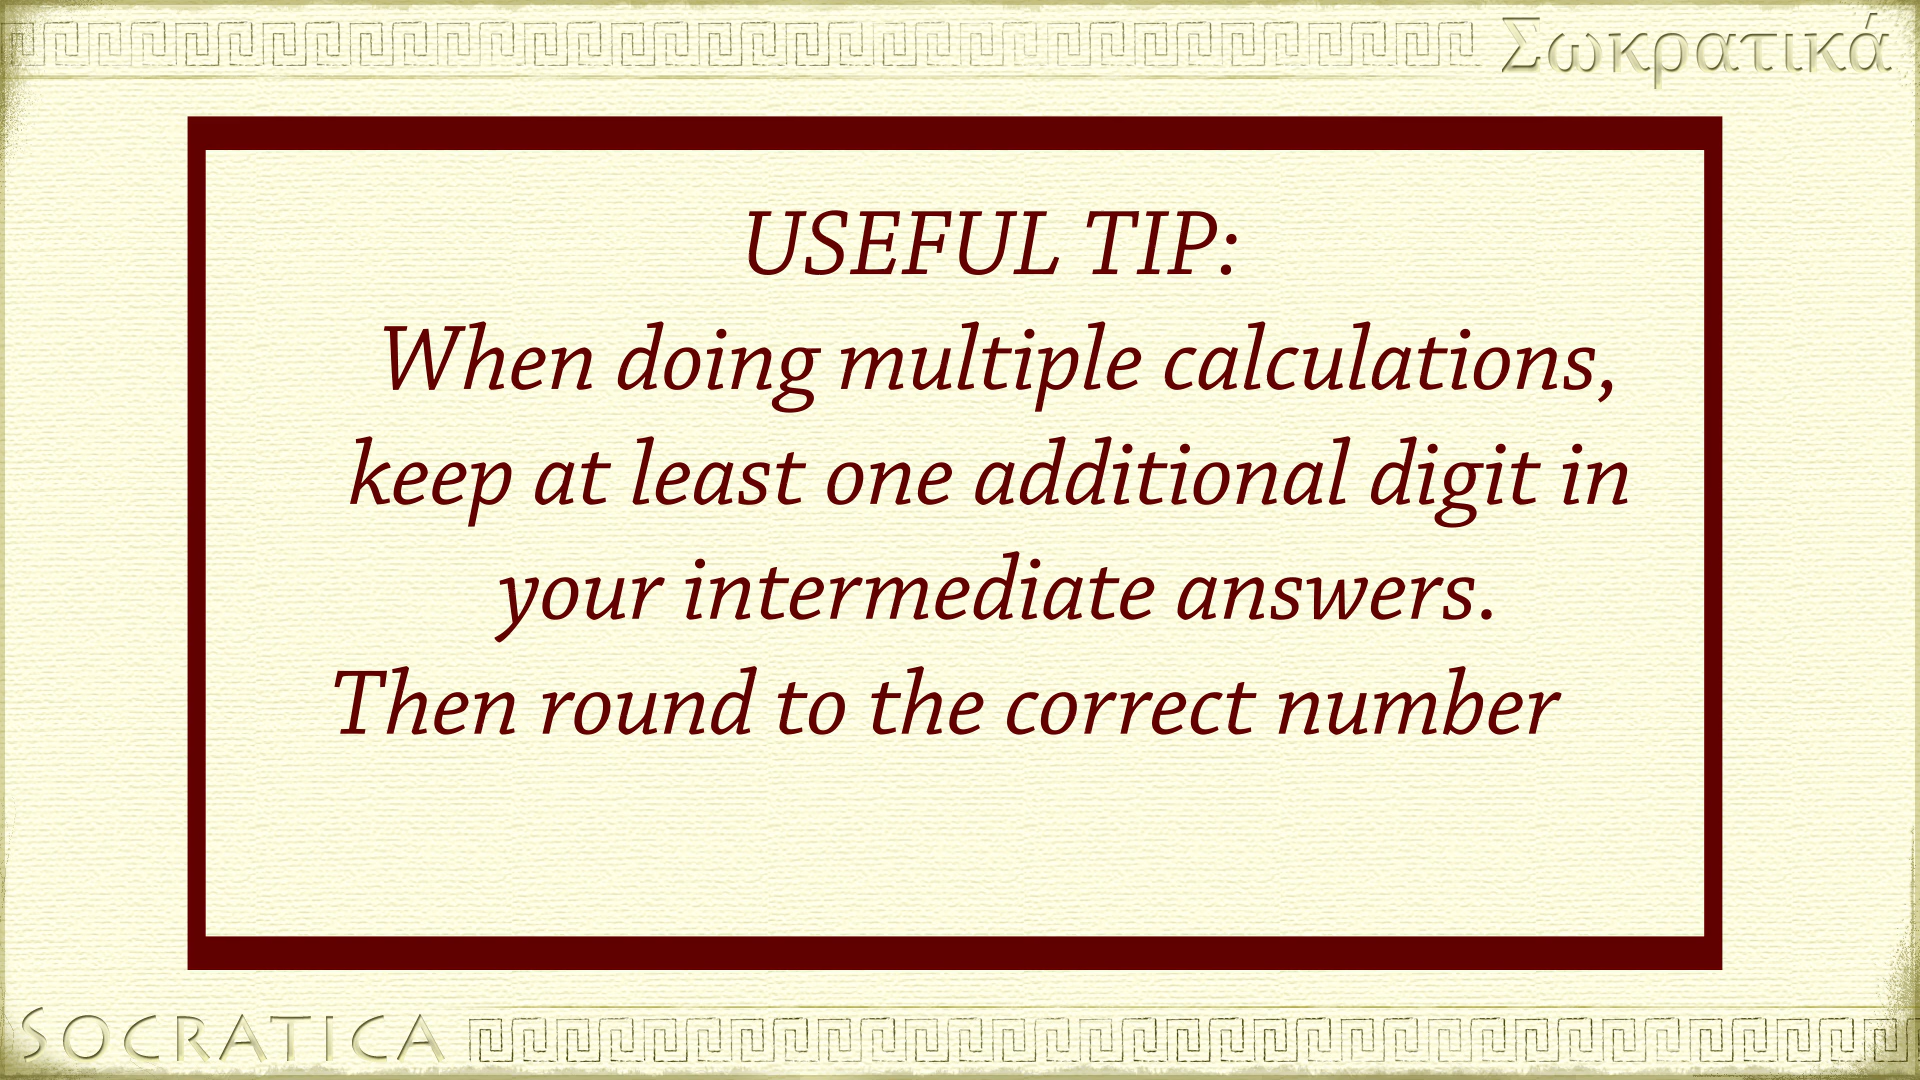 Σωκρατικά
USEFUL TIP:
When doing multiple calculations,
keep at least one additional digit in
your intermediate answers.
Then round to the correct number
SOCRATICA